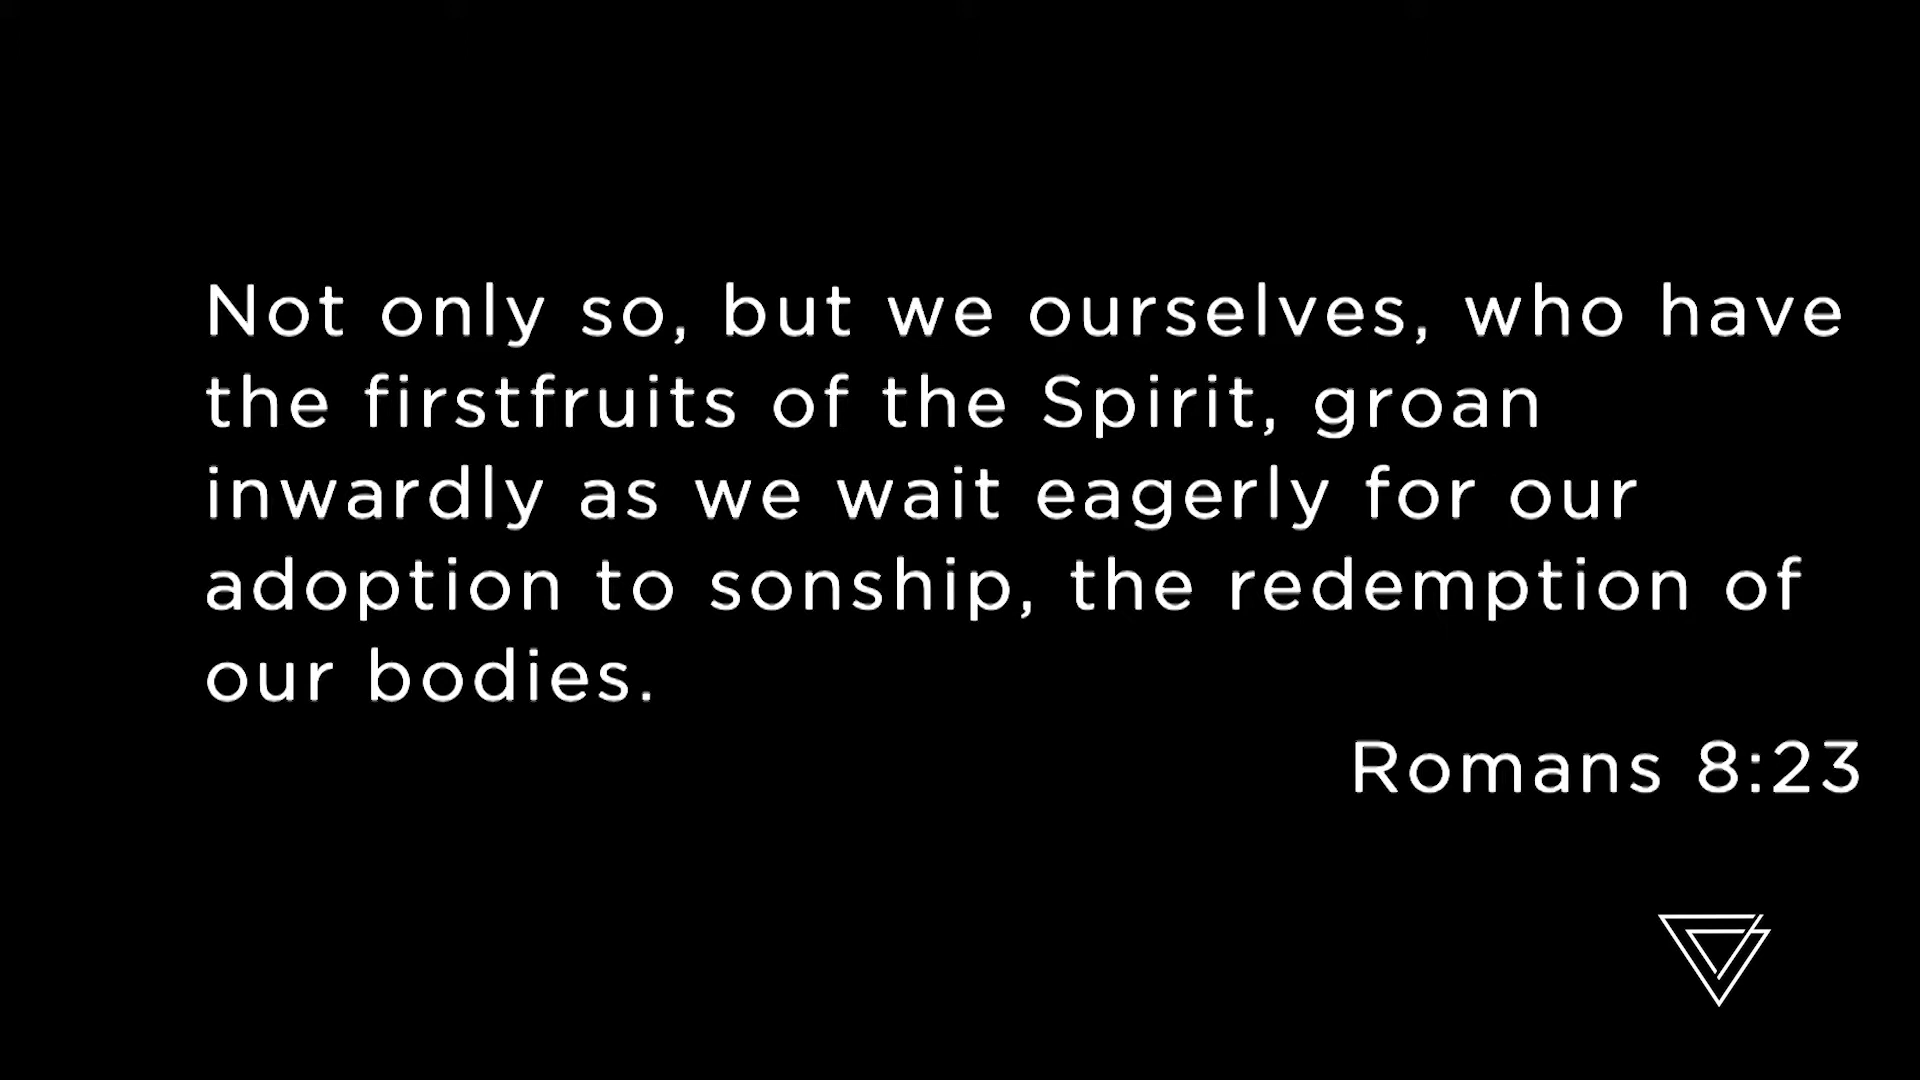 Not only so, but we ourselves, who have
the firstfruits of the Spirit, groan
inwardly as we wait eagerly for our
adoption to sonship, the redemption of
our bodies.
Romans 8:23